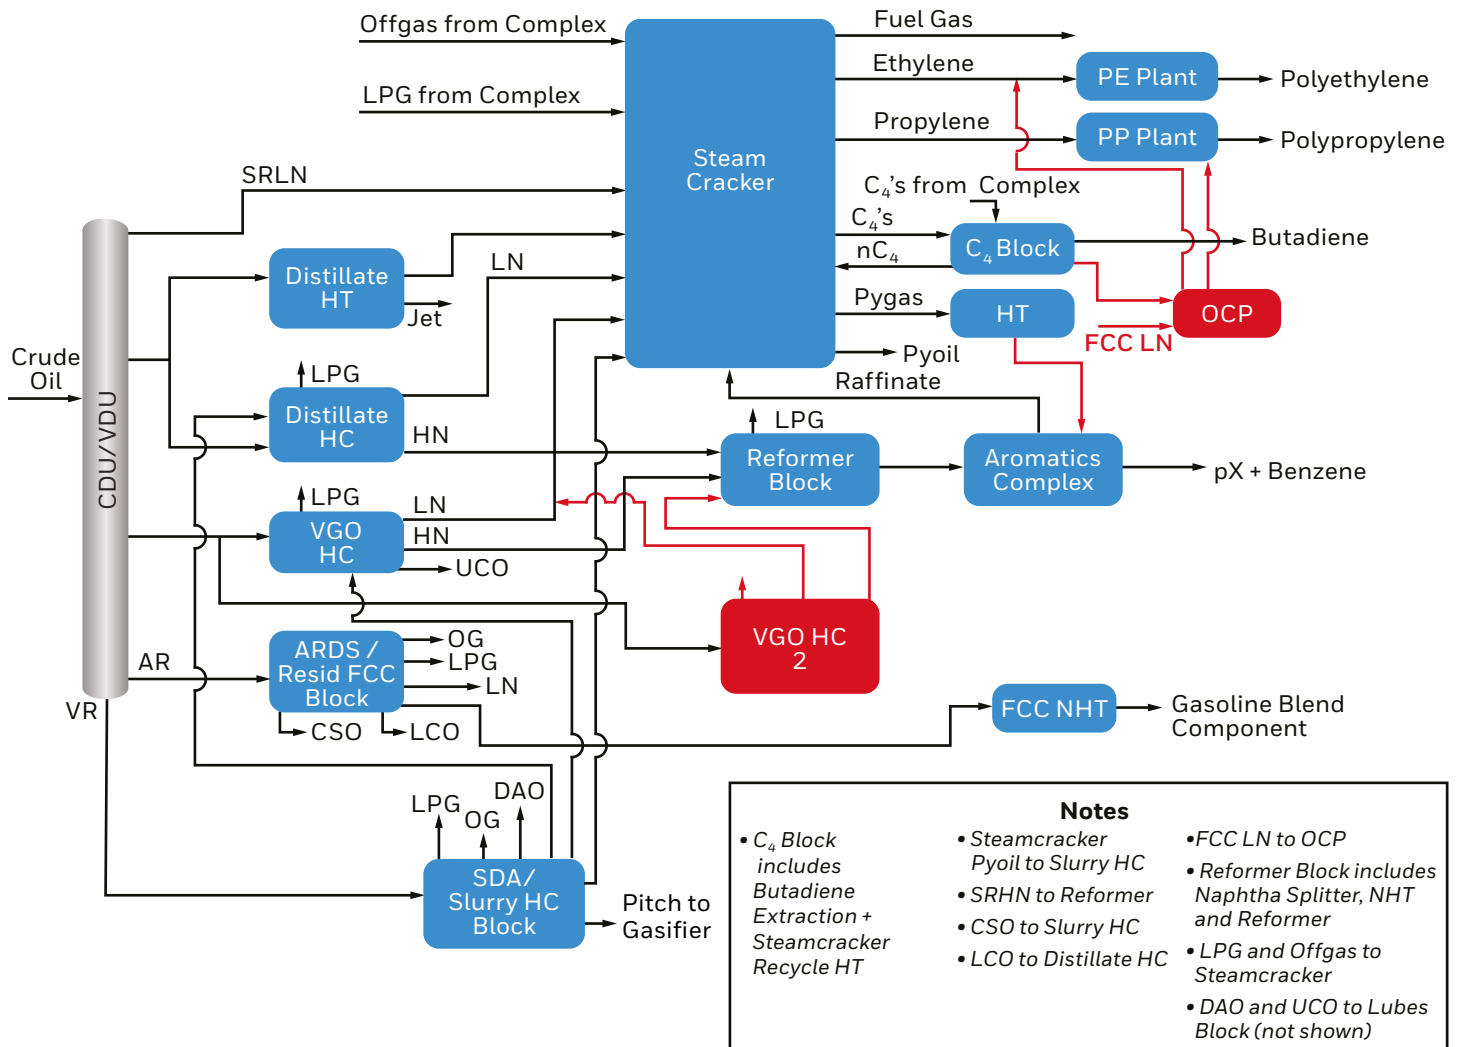 Offgas from Complex
LPG from Complex
SRLN
Steam
Cracker
Fuel Gas
Ethylene
PE Plant
Polyethylene
Propylene
PP Plant
Polypropylene
C₄'s from Complex
C₄'s
nC₄
C₄ Block
Butadiene
Pygas
HT
OCP
FCC LN
Pyoil
Raffinate
Distillate
HT
Jet
LN
Crude
Oil
CDU/VDU
LPG
Distillate
HC
HN
LPG
Reformer
Block
Aromatics
Complex
pX + Benzene
LPG
VGO
HC
LN
HN
UCO
VGO HC
2
AR
ARDS /
Resid FCC
Block
OG
LPG
LN
CSO
LCO
VR
FCC NHT
Gasoline Blend
Component
LPG
OG
DAO
SDA/
Slurry HC
Block
Pitch to
Gasifier
Notes
• C₄ Block
includes
Butadiene
Extraction +
Steamcracker
Recycle HT
• Steamcracker
Pyoil to Slurry HC
• SRHN to Reformer
• CSO to Slurry HC
• LCO to Distillate HC
• FCC LN to OCP
• Reformer Block includes
Naphtha Splitter, NHT
and Reformer
• LPG and Offgas to
Steamcracker
• DAO and UCO to Lubes
Block (not shown)